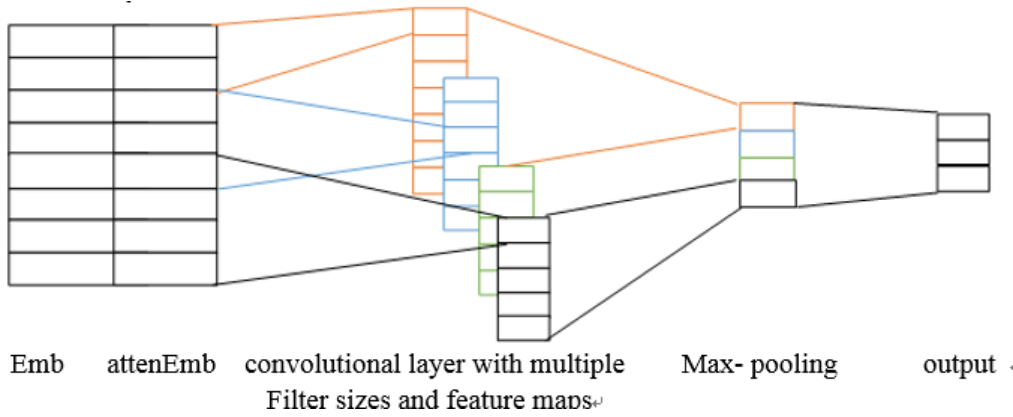 Emb attenEmb convolutional layer with multiple Max- pooling output
Filter sizes and feature maps